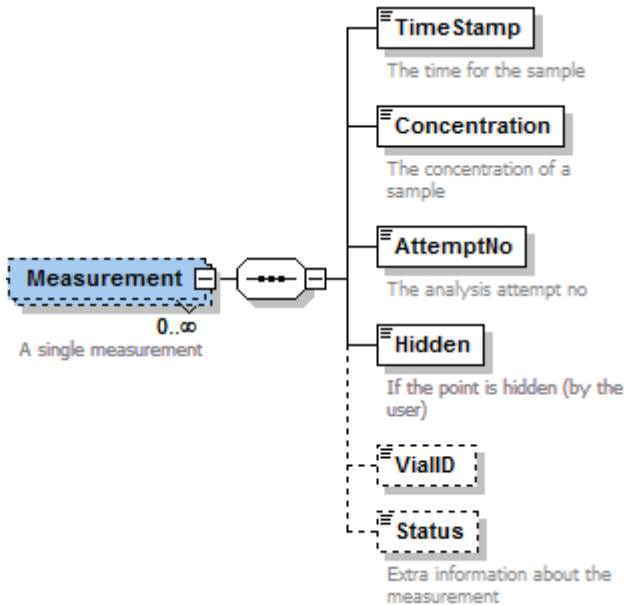 TimeStamp
The time for the sample
Concentration
The concentration of a
sample
AttemptNo
The analysis attempt no
Measurement
0..∞
A single measurement
Hidden
If the point is hidden (by the
user)
VialID
Status
Extra information about the
measurement